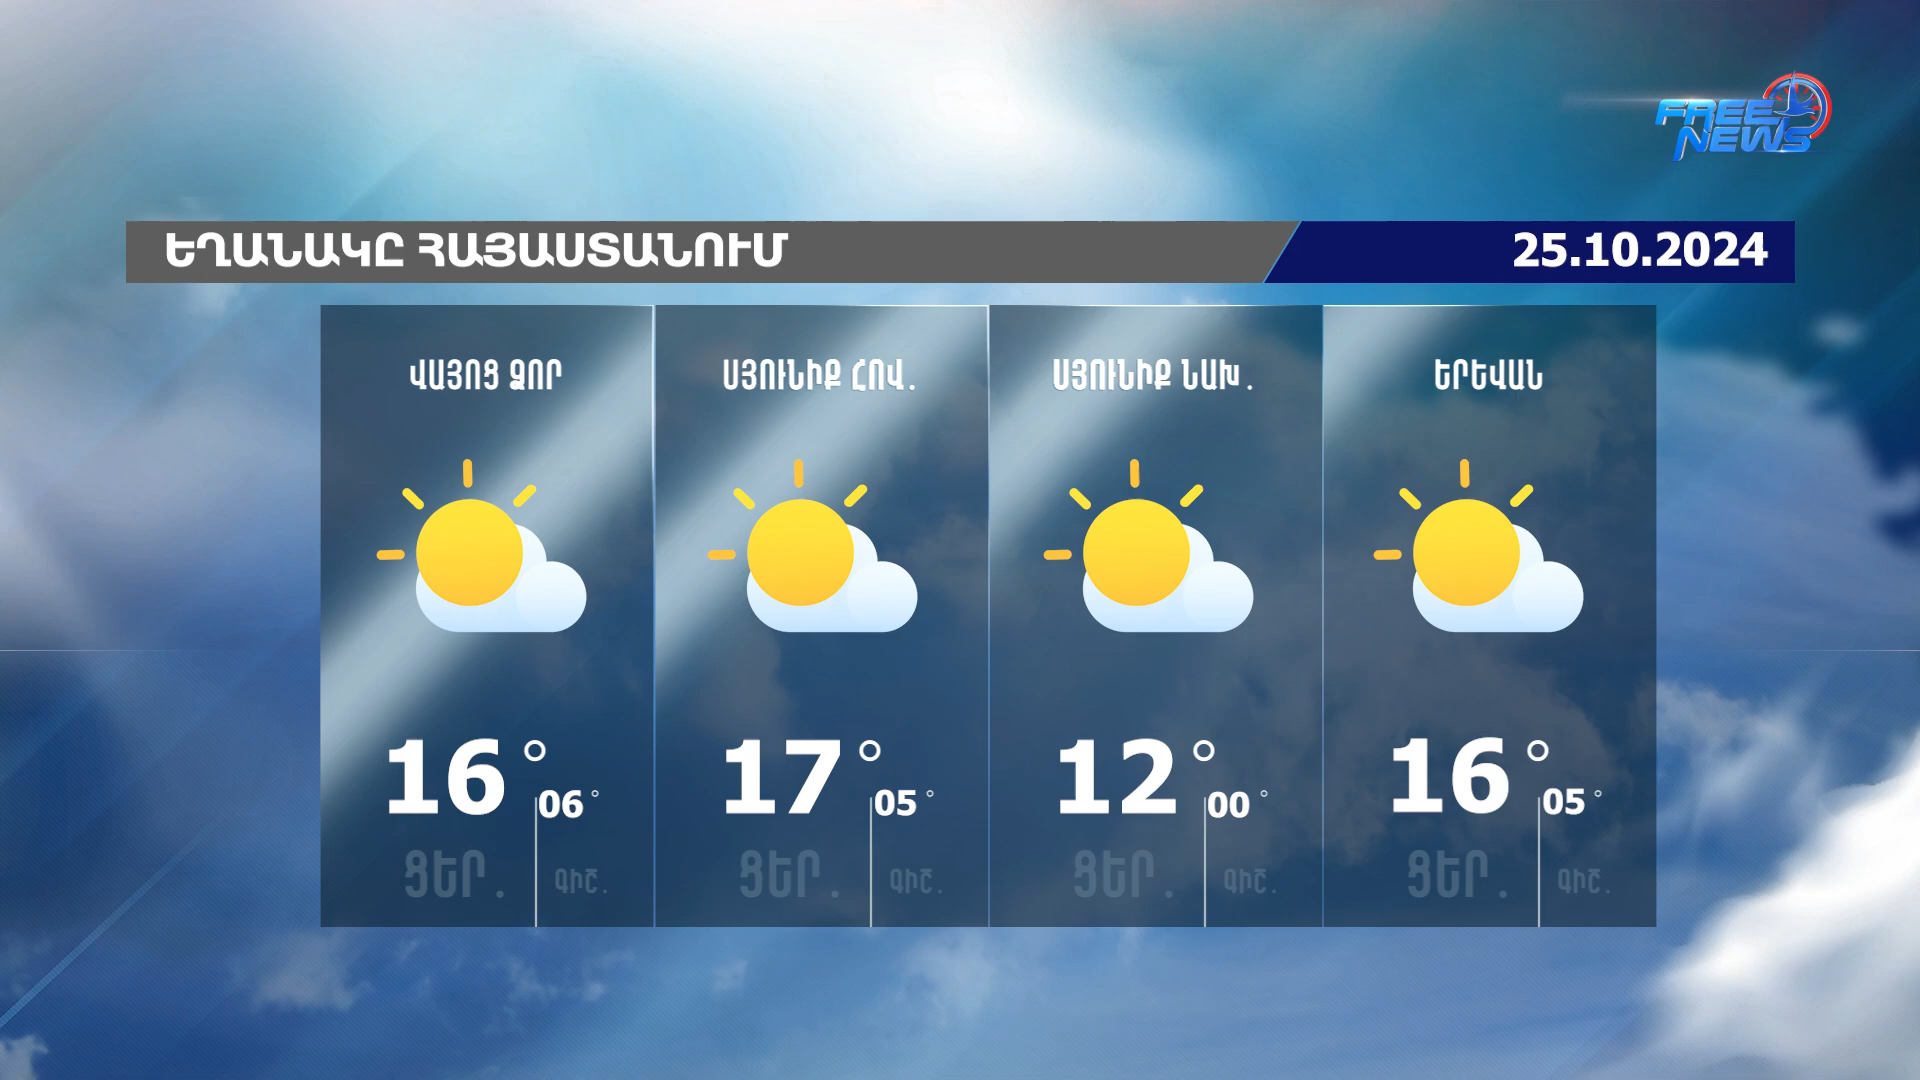 FREE
NEWS
ԵՂԱՆԱԿԸ ՀԱՅԱՍՏԱՆՈՒՄ
25.10.2024
ՎԱՅՈՑ ՁՈՐ
ՍՅՈՒՆԻՔ ՀՈՎ.
ՍՅՈՒՆԻՔ ՆԱԽ.
ԵՐԵՎԱՆ
16° 06°
17° 05°
12° 00°
16° 05°
ՑԵՐ. ԳԻՇ.
ՑԵՐ. ԳԻՇ.
ՑԵՐ. ԳԻՇ.
ՑԵՐ. ԳԻՇ.